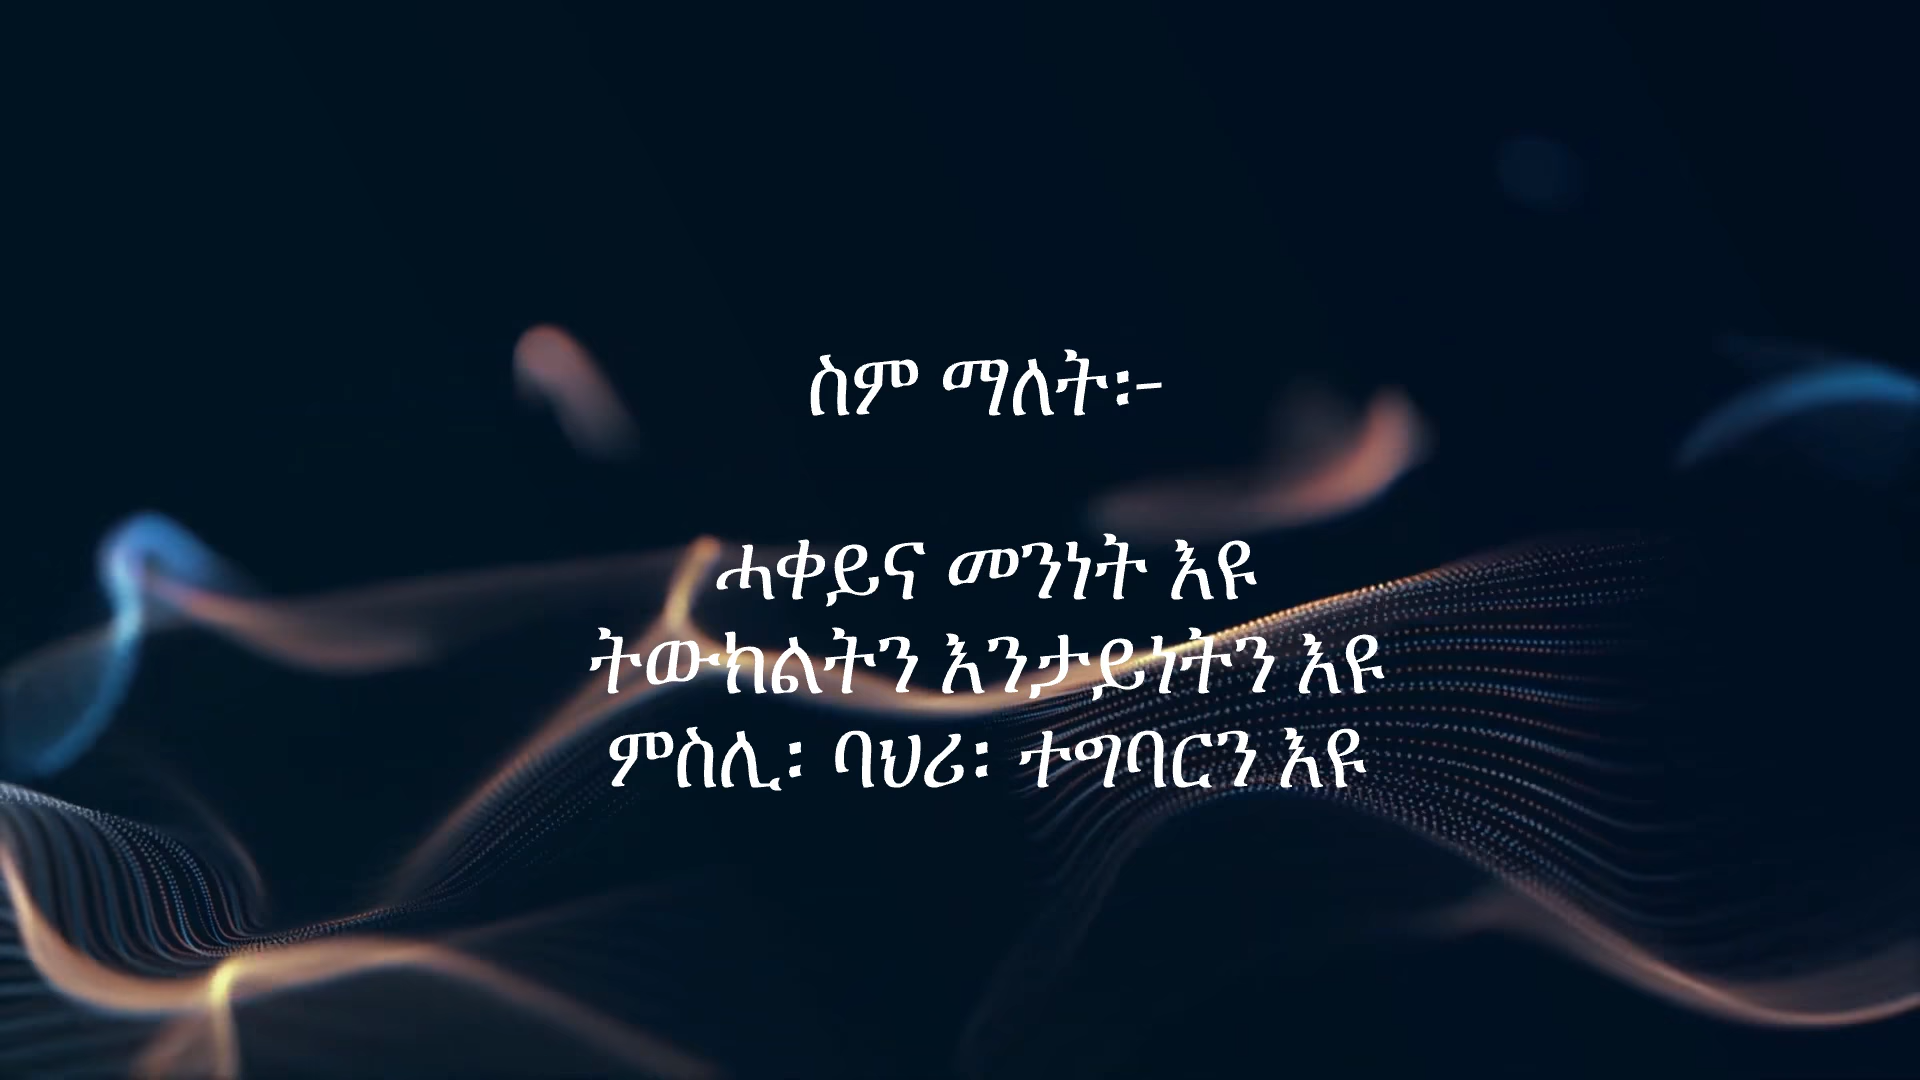 ስም ማለት፡-
ሓቀይና መንነት እዩ
ትውክልትን እንታይነትን እዩ
ምስሊ፡ ባህሪ፡ ተግባርን እዩ